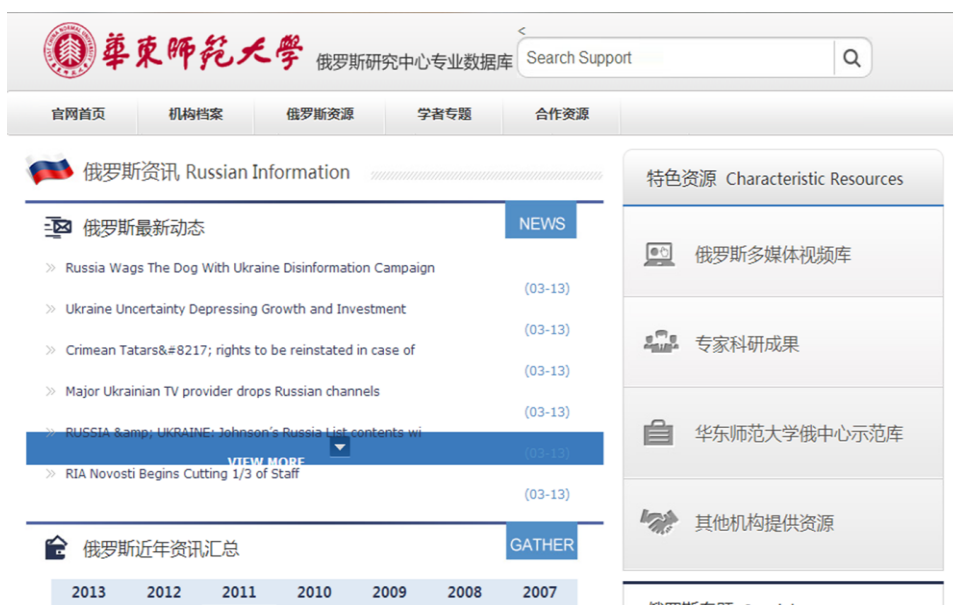 <
華東師範大學 俄罗斯研究中心专业数据库 Search Support
官网首页 机构档案 俄罗斯资源 学者专题 合作资源
俄罗斯资讯 Russian Information
俄罗斯最新动态 NEWS
Russia Wags The Dog With Ukraine Disinformation Campaign
(03-13)
Ukraine Uncertainty Depressing Growth and Investment
(03-13)
Crimean Tatars&#8217; rights to be reinstated in case of
(03-13)
Major Ukrainian TV provider drops Russian channels
(03-13)
RUSSIA &amp; UKRAINE: Johnson's Russia List contents wi
(03-13)
VIEW MORE
RIA Novosti Begins Cutting 1/3 of Staff
(03-13)
俄罗斯近年资讯汇总 GATHER
2013 2012 2011 2010 2009 2008 2007
特色资源 Characteristic Resources
俄罗斯多媒体视频库
专家科研成果
华东师范大学俄中心示范库
其他机构提供资源